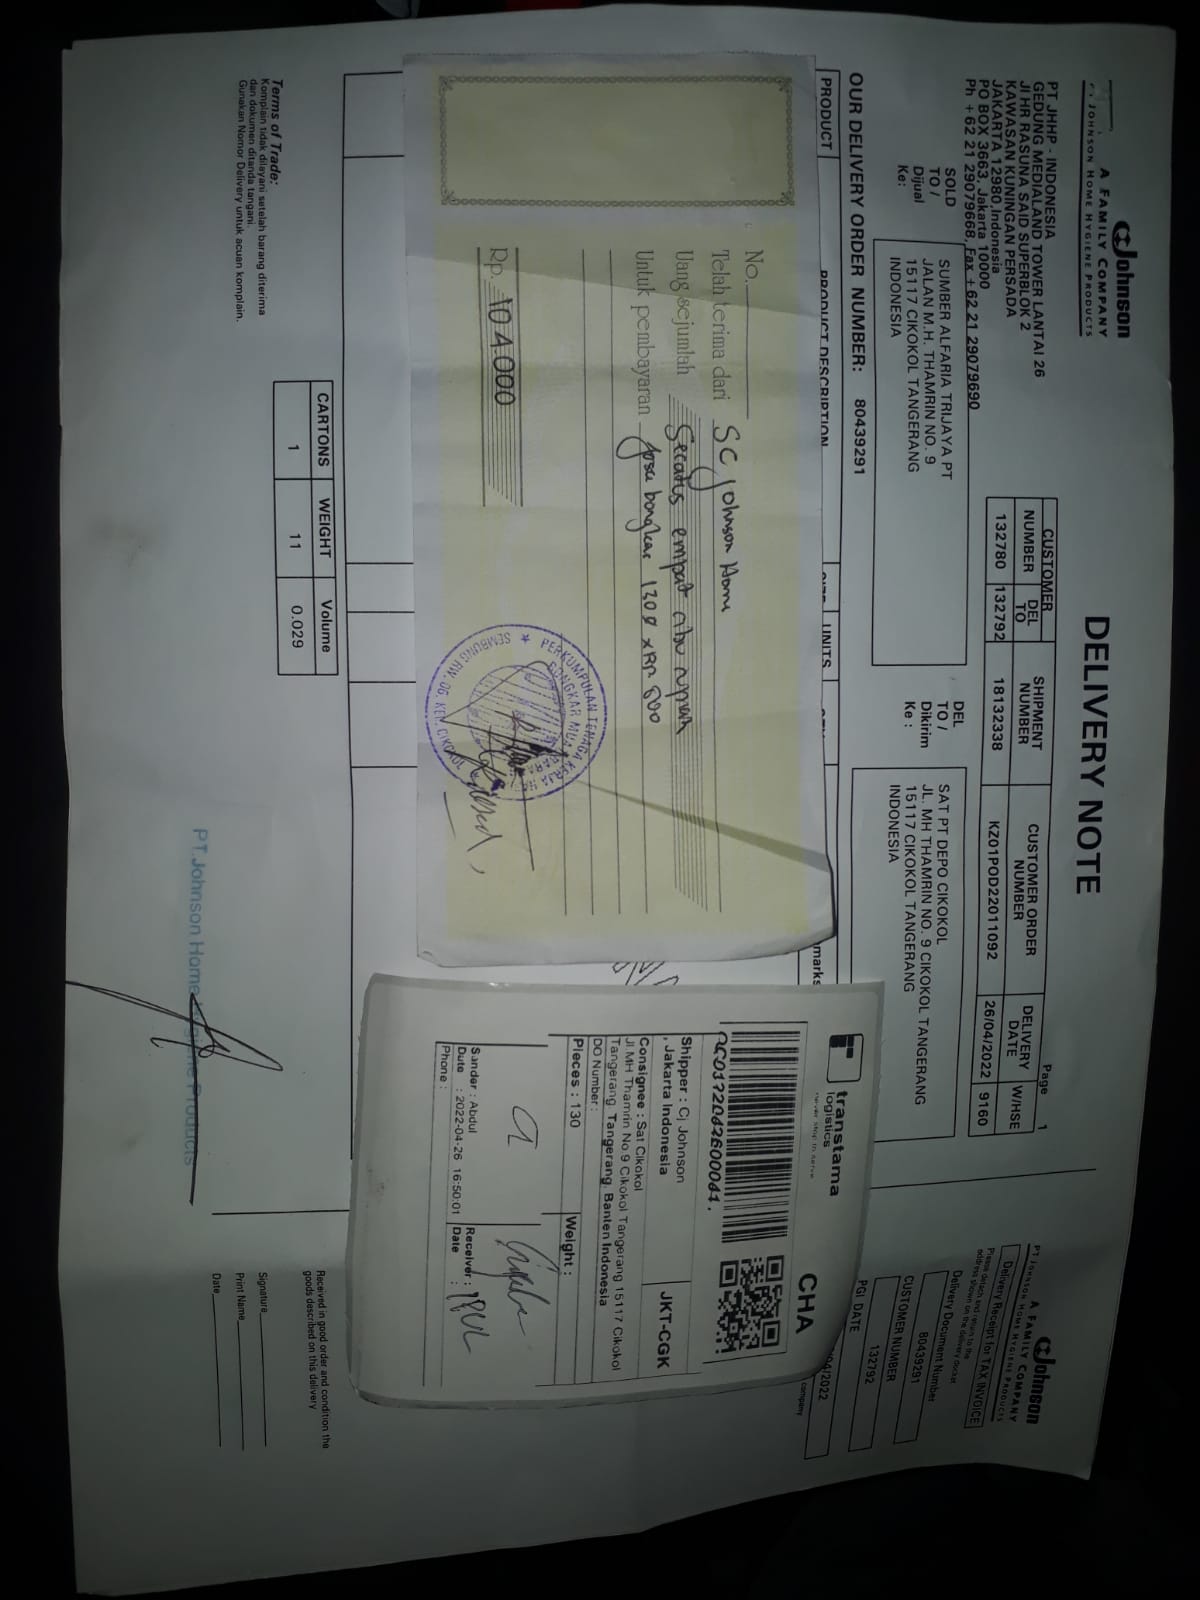 Johnson
A FAMILY COMPANY
JOHNSON HOME HYGIENE PRODUCTS
PT JHHP - INDONESIA
GEDUNG MEDIALAND TOWER LANTAI 26
JI HR RASUNA SAID SUPERBLOK 2
KAWASAN KUNINGAN PERSADA
JAKARTA 12980,Indonesia
PO BOX 3663, Jakarta 10000
Ph + 62 21 29079668, Fax + 62 21 29079690
DELIVERY NOTE
Page 1
CUSTOMER
NUMBER
DEL TO
SHIPMENT NUMBER
CUSTOMER ORDER NUMBER
DELIVERY DATE
W/HSE
132780 132792 18132338 KZ01POD22011092 26/04/2022 9160
SOLD TO / Dijual Ke:
SUMBER ALFARIA TRIJAYA PT
JALAN M.H. THAMRIN NO. 9
15117 CIKOKOL TANGERANG
INDONESIA
DEL TO / Dikirim Ke :
SAT PT DEPO CIKOKOL
JL. MH THAMRIN NO. 9 CIKOKOL TANGERANG
15117 CIKOKOL TANGERANG
INDONESIA
OUR DELIVERY ORDER NUMBER: 80439291
PRODUCT PRODUCT DESCRIPTION UNITS
No.
Telah terima dari SC Johnson Home
Uang sejumlah Seratus empat ribu rupiah
Untuk pembayaran Jasa bongkar 130
Rp. 104.000
PERKUMPULAN TENAGA KERJA
BONGKAR MUAT
SEMBUNG RW. 06, KEL. CIKOKOL
transtama
logistics
CHA
Shipper : Cj Johnson
, Jakarta Indonesia
JKT-CGK
Consignee : Sat Cikokol
Jl MH Thamrin No 9 Cikokol Tangerang 15117 Cikokol
Tangerang, Tangerang, Banten Indonesia
DO Number :
Pieces : 130
Weight :
Sender : Abdul
Date : 2022-04-26 16:50:01
Phone :
Receiver :
Date :
PT JOHNSON HOME HYGIENE PRODUCTS
A FAMILY COMPANY
Johnson
Delivery Receipt for TAX INVOICE
Please detach and return to the
address shown on the delivery docket
Delivery Document Number
80439291
CUSTOMER NUMBER
132792
PGI DATE
04/2022
company
CARTONS WEIGHT Volume
1 11 0.029
Terms of Trade:
Komplain tidak dilayani setelah barang diterima
dan dokumen ditanda tangani.
Gunakan Nomor Delivery untuk acuan komplain.
PT.Johnson Home Hygiene Products
Received in good order and condition the
goods described on this delivery
Signature
Print Name
Date